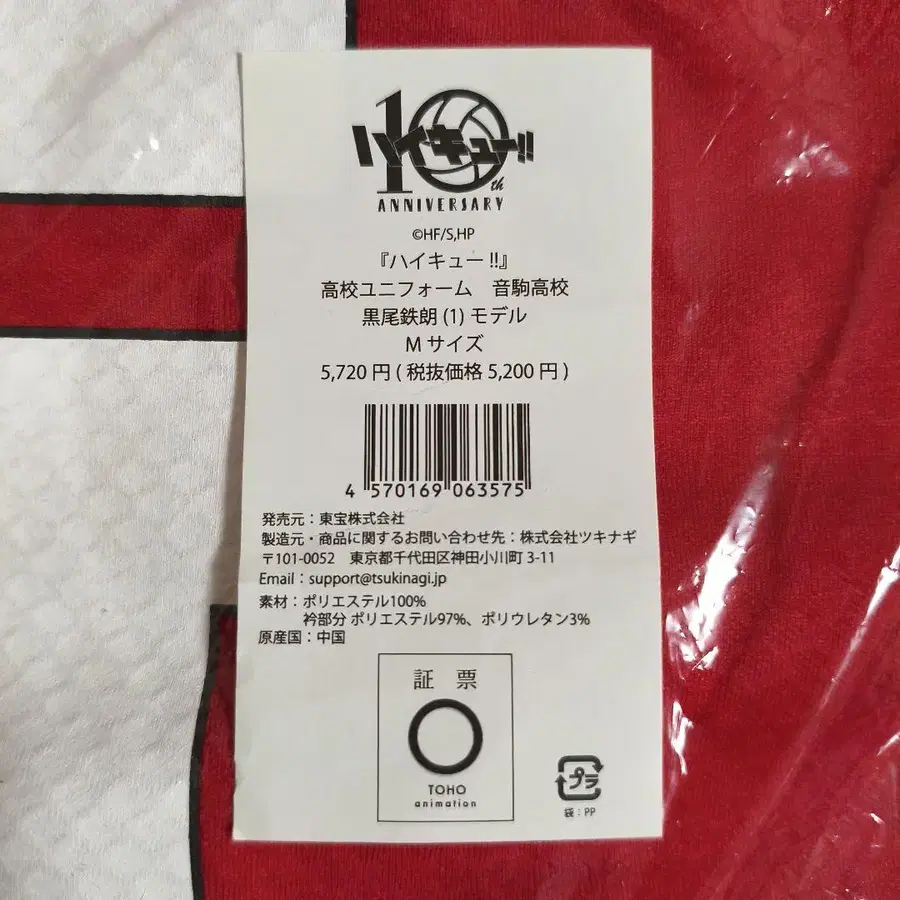 10th
ハイキュー!!
ANNIVERSARY
©HF/S,HP
『ハイキュー!!』
高校ユニフォーム　音駒高校
黒尾鉄朗 (1) モデル
M サイズ
5,720 円 ( 税抜価格 5,200 円 )
4 570169 063575
発売元：東宝株式会社
製造元・商品に関するお問い合わせ先：株式会社ツキナギ
〒101-0052　東京都千代田区神田小川町 3-11
Email：support@tsukinagi.jp
素材：ポリエステル100%
衿部分 ポリエステル97%、ポリウレタン3%
原産国：中国
証 票
TOHO
animation
プラ
袋：PP